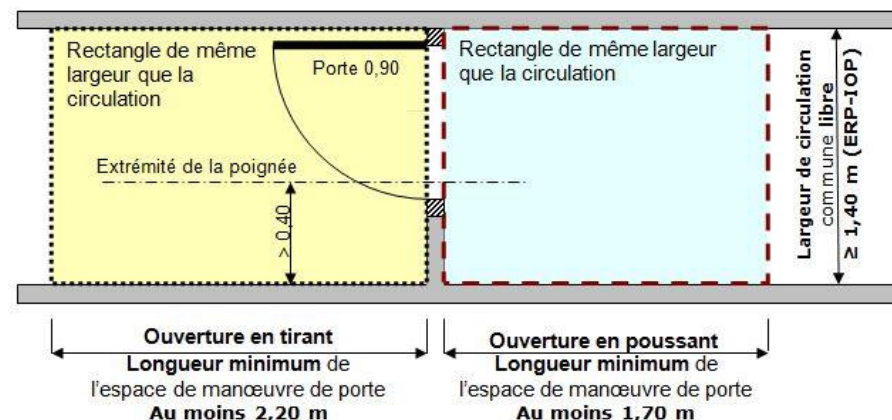 Rectangle de même
largeur que la
circulation
Porte 0,90
Rectangle de même largeur
que la circulation
Extrémité de la poignée
> 0,40
Largeur de circulation
commune libre
≥ 1,40 m (ERP-IOP)
Ouverture en tirant
Longueur minimum de
l'espace de manœuvre de porte
Au moins 2,20 m
Ouverture en poussant
Longueur minimum de
l'espace de manœuvre de porte
Au moins 1,70 m